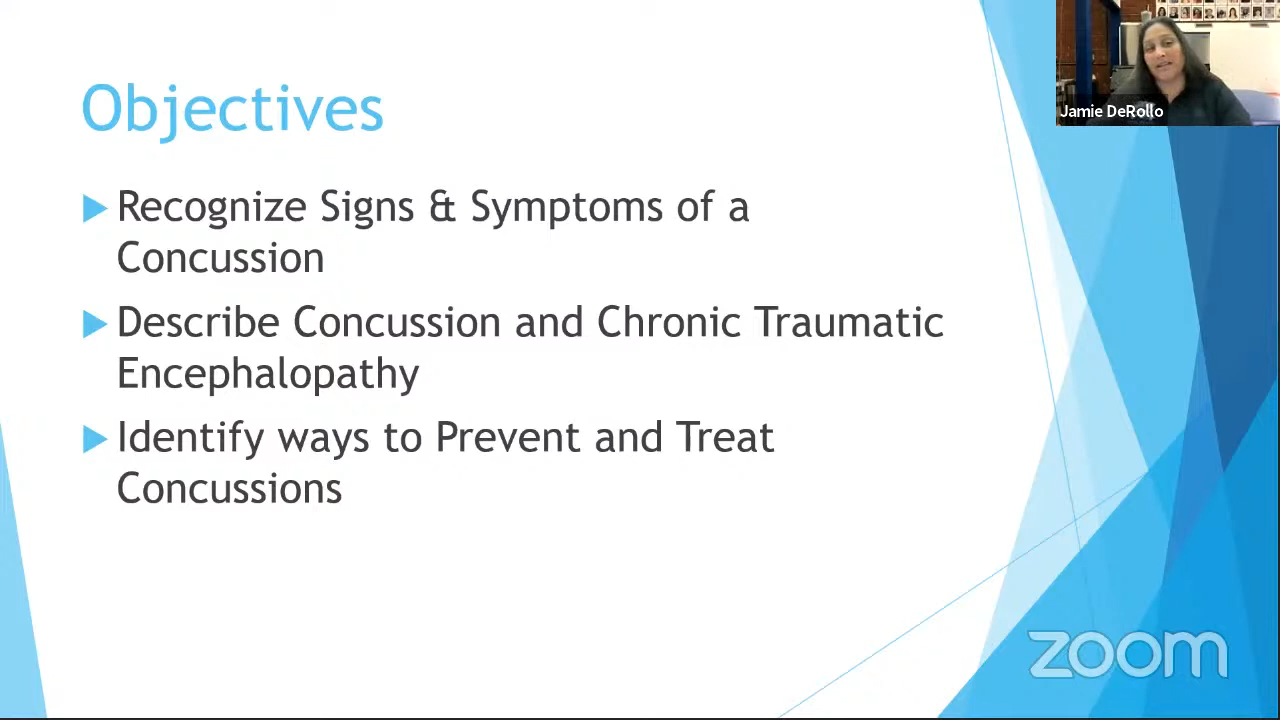 Objectives
Jamie DeRollo
Recognize Signs & Symptoms of a
Concussion
Describe Concussion and Chronic Traumatic
Encephalopathy
Identify ways to Prevent and Treat
Concussions
zoom